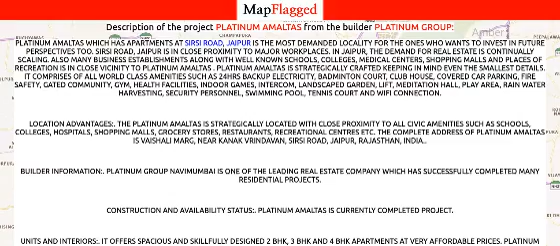 MapFlagged
Description of the project PLATINUM AMALTAS from the builder PLATINUM GROUP:
PLATINUM AMALTAS WHICH HAS APARTMENTS AT SIRSI ROAD, JAIPUR IS THE MOST DEMANDED LOCALITY FOR THE ONES WHO WANTS TO INVEST IN FUTURE
PERSPECTIVES TOO. SIRSI ROAD, JAIPUR IS IN CLOSE PROXIMITY TO MAJOR WORKPLACES. IN JAIPUR, THE DEMAND FOR REAL ESTATE IS CONTINUALLY
SCALING. ALSO MANY BUSINESS ESTABLISHMENTS ALONG WITH WELL KNOWN SCHOOLS, COLLEGES, MEDICAL CENTERS, SHOPPING MALLS AND PLACES OF
RECREATION IS IN CLOSE VICINITY TO PLATINUM AMALTAS . PLATINUM AMALTAS IS STRATEGICALLY CRAFTED KEEPING IN MIND EVEN THE SMALLEST DETAILS.
IT COMPRISES OF ALL WORLD CLASS AMENITIES SUCH AS 24HRS BACKUP ELECTRICITY, BADMINTON COURT, CLUB HOUSE, COVERED CAR PARKING, FIRE
SAFETY, GATED COMMUNITY, GYM, HEALTH FACILITIES, INDOOR GAMES, INTERCOM, LANDSCAPED GARDEN, LIFT, MEDITATION HALL, PLAY AREA, RAIN WATER
HARVESTING, SECURITY PERSONNEL, SWIMMING POOL, TENNIS COURT AND WIFI CONNECTION.
LOCATION ADVANTAGES:. THE PLATINUM AMALTAS IS STRATEGICALLY LOCATED WITH CLOSE PROXIMITY TO ALL CIVIC AMENITIES SUCH AS SCHOOLS,
COLLEGES, HOSPITALS, SHOPPING MALLS, GROCERY STORES, RESTAURANTS, RECREATIONAL CENTRES ETC. THE COMPLETE ADDRESS OF PLATINUM AMALTAS
IS VAISHALI MARG, NEAR KANAK VRINDAVAN, SIRSI ROAD, JAIPUR, RAJASTHAN, INDIA..
BUILDER INFORMATION:. PLATINUM GROUP NAVIMUMBAI IS ONE OF THE LEADING REAL ESTATE COMPANY WHICH HAS SUCCESSFULLY COMPLETED MANY
RESIDENTIAL PROJECTS.
CONSTRUCTION AND AVAILABILITY STATUS:. PLATINUM AMALTAS IS CURRENTLY COMPLETED PROJECT.
UNITS AND INTERIORS:. IT OFFERS SPACIOUS AND SKILLFULLY DESIGNED 2 BHK, 3 BHK AND 4 BHK APARTMENTS AT VERY AFFORDABLE PRICES. PLATINUM